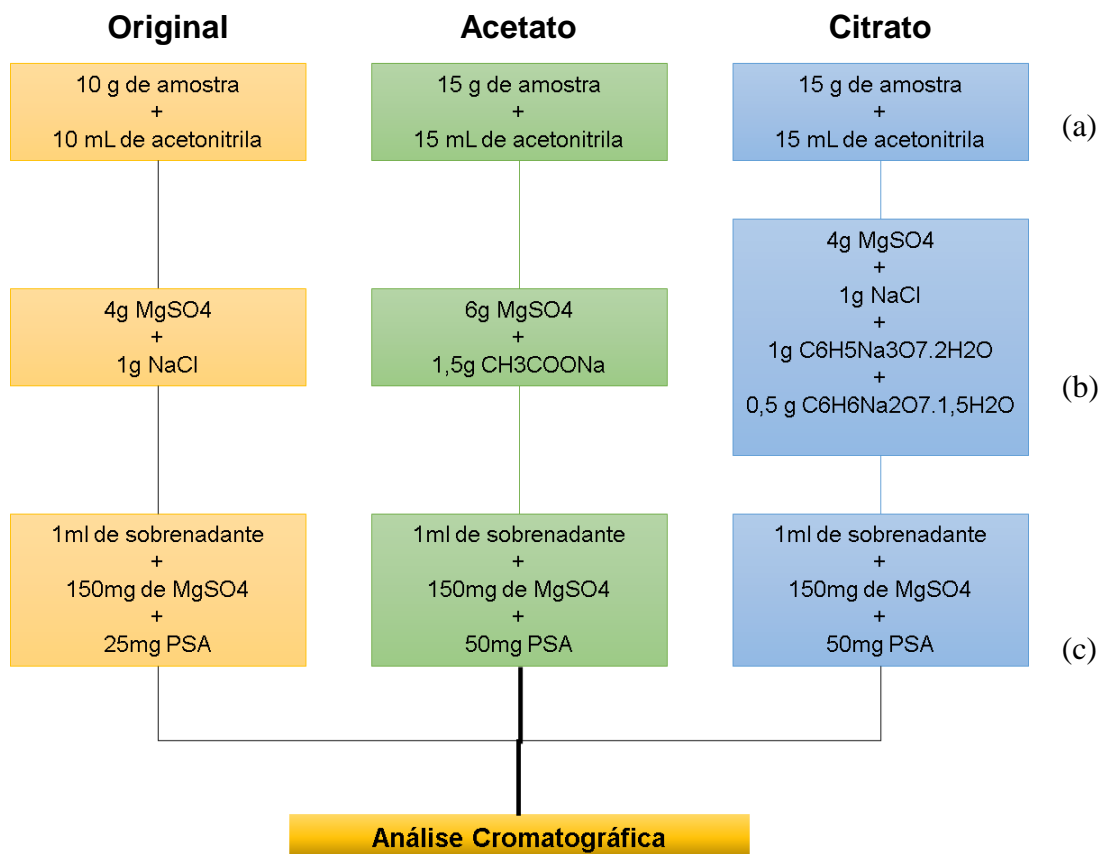 Original
10 g de amostra
+
10 mL de acetonitrila
4g MgSO4
+
1g NaCl
1ml de sobrenadante
+
150mg de MgSO4
+
25mg PSA
Acetato
15 g de amostra
+
15 mL de acetonitrila
6g MgSO4
+
1,5g CH3COONa
1ml de sobrenadante
+
150mg de MgSO4
+
50mg PSA
Citrato
15 g de amostra
+
15 mL de acetonitrila
4g MgSO4
+
1g NaCl
+
1g C6H5Na3O7.2H2O
+
0,5 g C6H6Na2O7.1,5H2O
1ml de sobrenadante
+
150mg de MgSO4
+
50mg PSA
(a)
(b)
(c)
Análise Cromatográfica